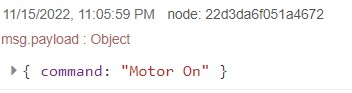 11/15/2022, 11:05:59 PM node: 22d3da6f051a4672
msg.payload : Object
{ command: "Motor On" }